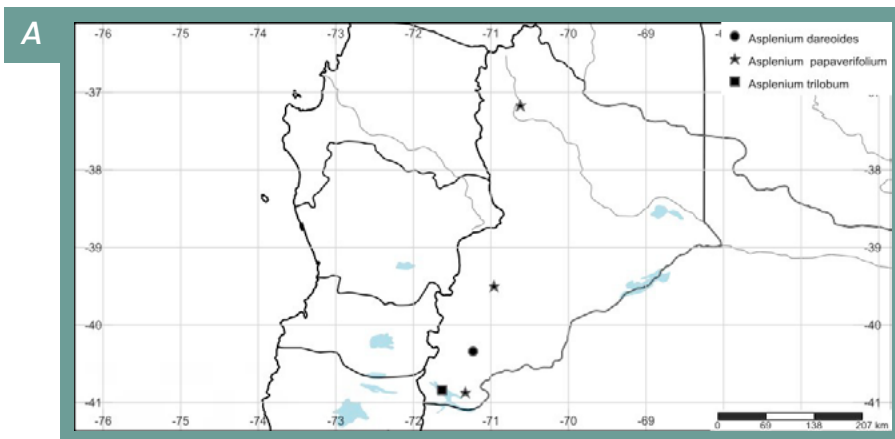 A
-76 -75 -74 -73 -72 -71 -70 -69
Asplenium dareoides
Asplenium papaverifolium
Asplenium trilobum
-37
-38 -38
-39 -39
-40 -40
-41 -41
-76 -75 -74 -73 -72 -71 -70 -69
0 69 138 207 km